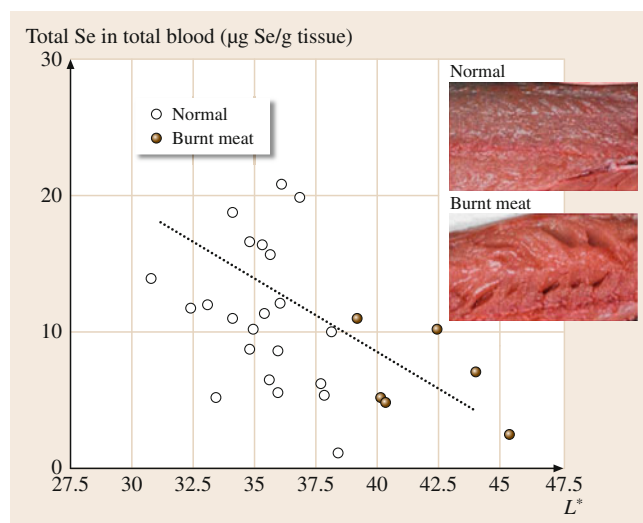 Total Se in total blood (µg Se/g tissue)
30
20
10
0
Normal
Burnt meat
Normal
Burnt meat
27.5 30 32.5 35 37.5 40 42.5 45 47.5
L*